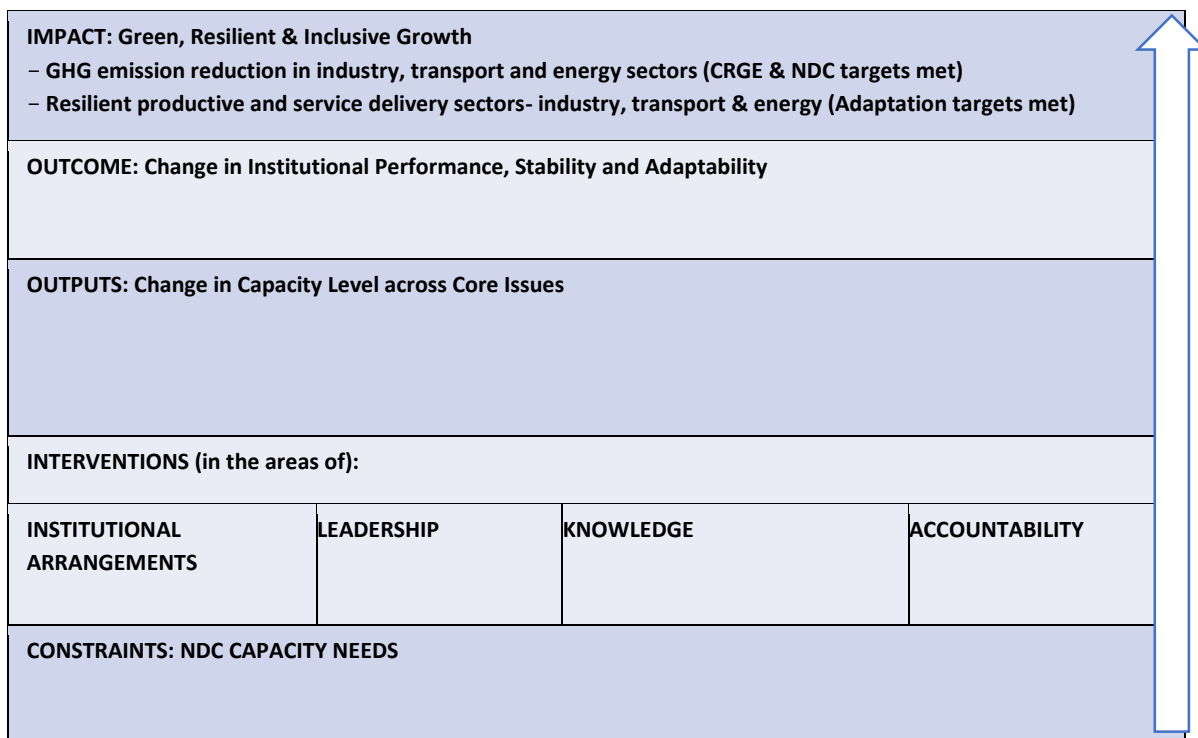 IMPACT: Green, Resilient & Inclusive Growth
− GHG emission reduction in industry, transport and energy sectors (CRGE & NDC targets met)
− Resilient productive and service delivery sectors- industry, transport & energy (Adaptation targets met)
OUTCOME: Change in Institutional Performance, Stability and Adaptability
OUTPUTS: Change in Capacity Level across Core Issues
INTERVENTIONS (in the areas of):
INSTITUTIONAL
ARRANGEMENTS
LEADERSHIP
KNOWLEDGE
ACCOUNTABILITY
CONSTRAINTS: NDC CAPACITY NEEDS